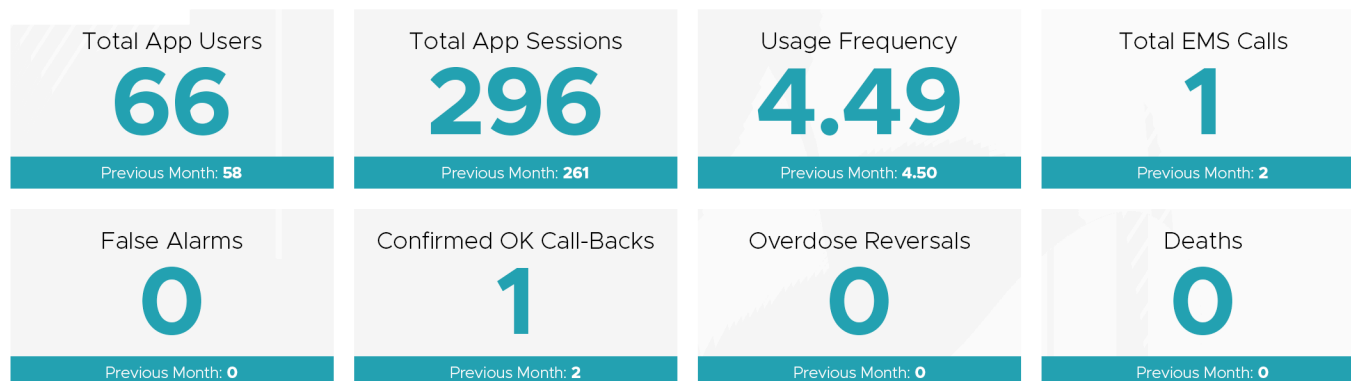 Total App Users
66
Previous Month: 58
Total App Sessions
296
Previous Month: 261
Usage Frequency
4.49
Previous Month: 4.50
Total EMS Calls
1
Previous Month: 2
False Alarms
0
Previous Month: 0
Confirmed OK Call-Backs
1
Previous Month: 2
Overdose Reversals
0
Previous Month: 0
Deaths
0
Previous Month: 0